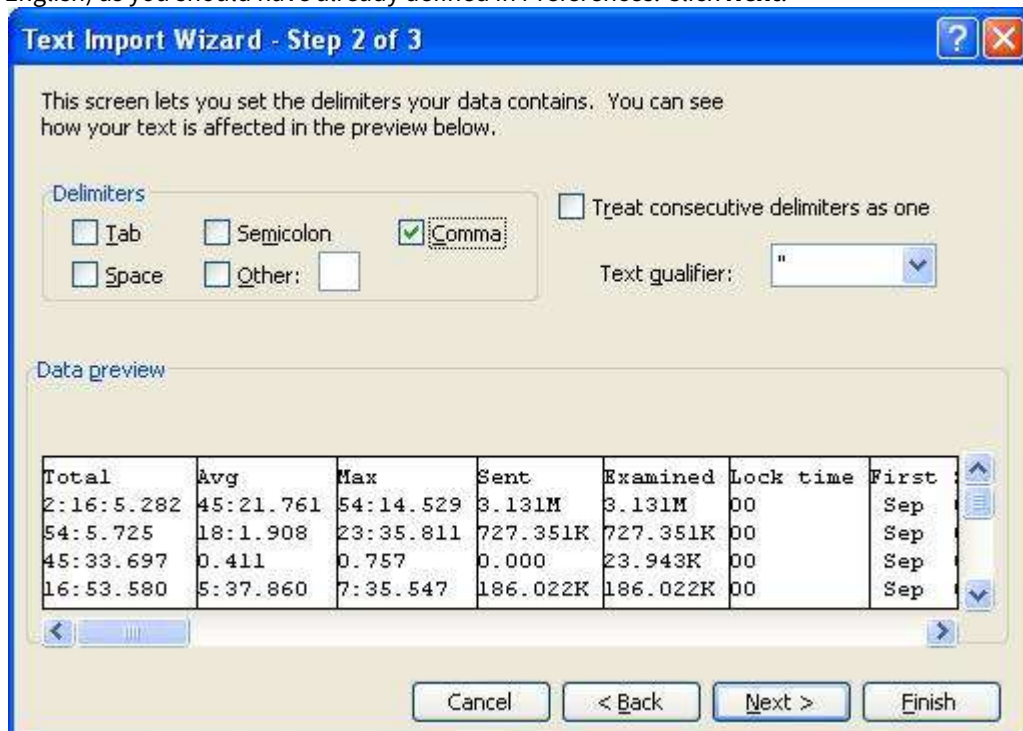 Text Import Wizard - Step 2 of 3
This screen lets you set the delimiters your data contains. You can see
how your text is affected in the preview below.
Delimiters
Tab Semicolon Comma
Space Other:
Treat consecutive delimiters as one
Text qualifier: "
Data preview
Total Avg Max Sent Examined Lock time First
2:16:5.282 45:21.761 54:14.529 3.131M 3.131M 00 Sep
54:5.725 18:1.908 23:35.811 727.351K 727.351K 00 Sep
45:33.697 0.411 0.757 0.000 23.943K 00 Sep
16:53.580 5:37.860 7:35.547 186.022K 186.022K 00 Sep
Cancel < Back Next > Finish